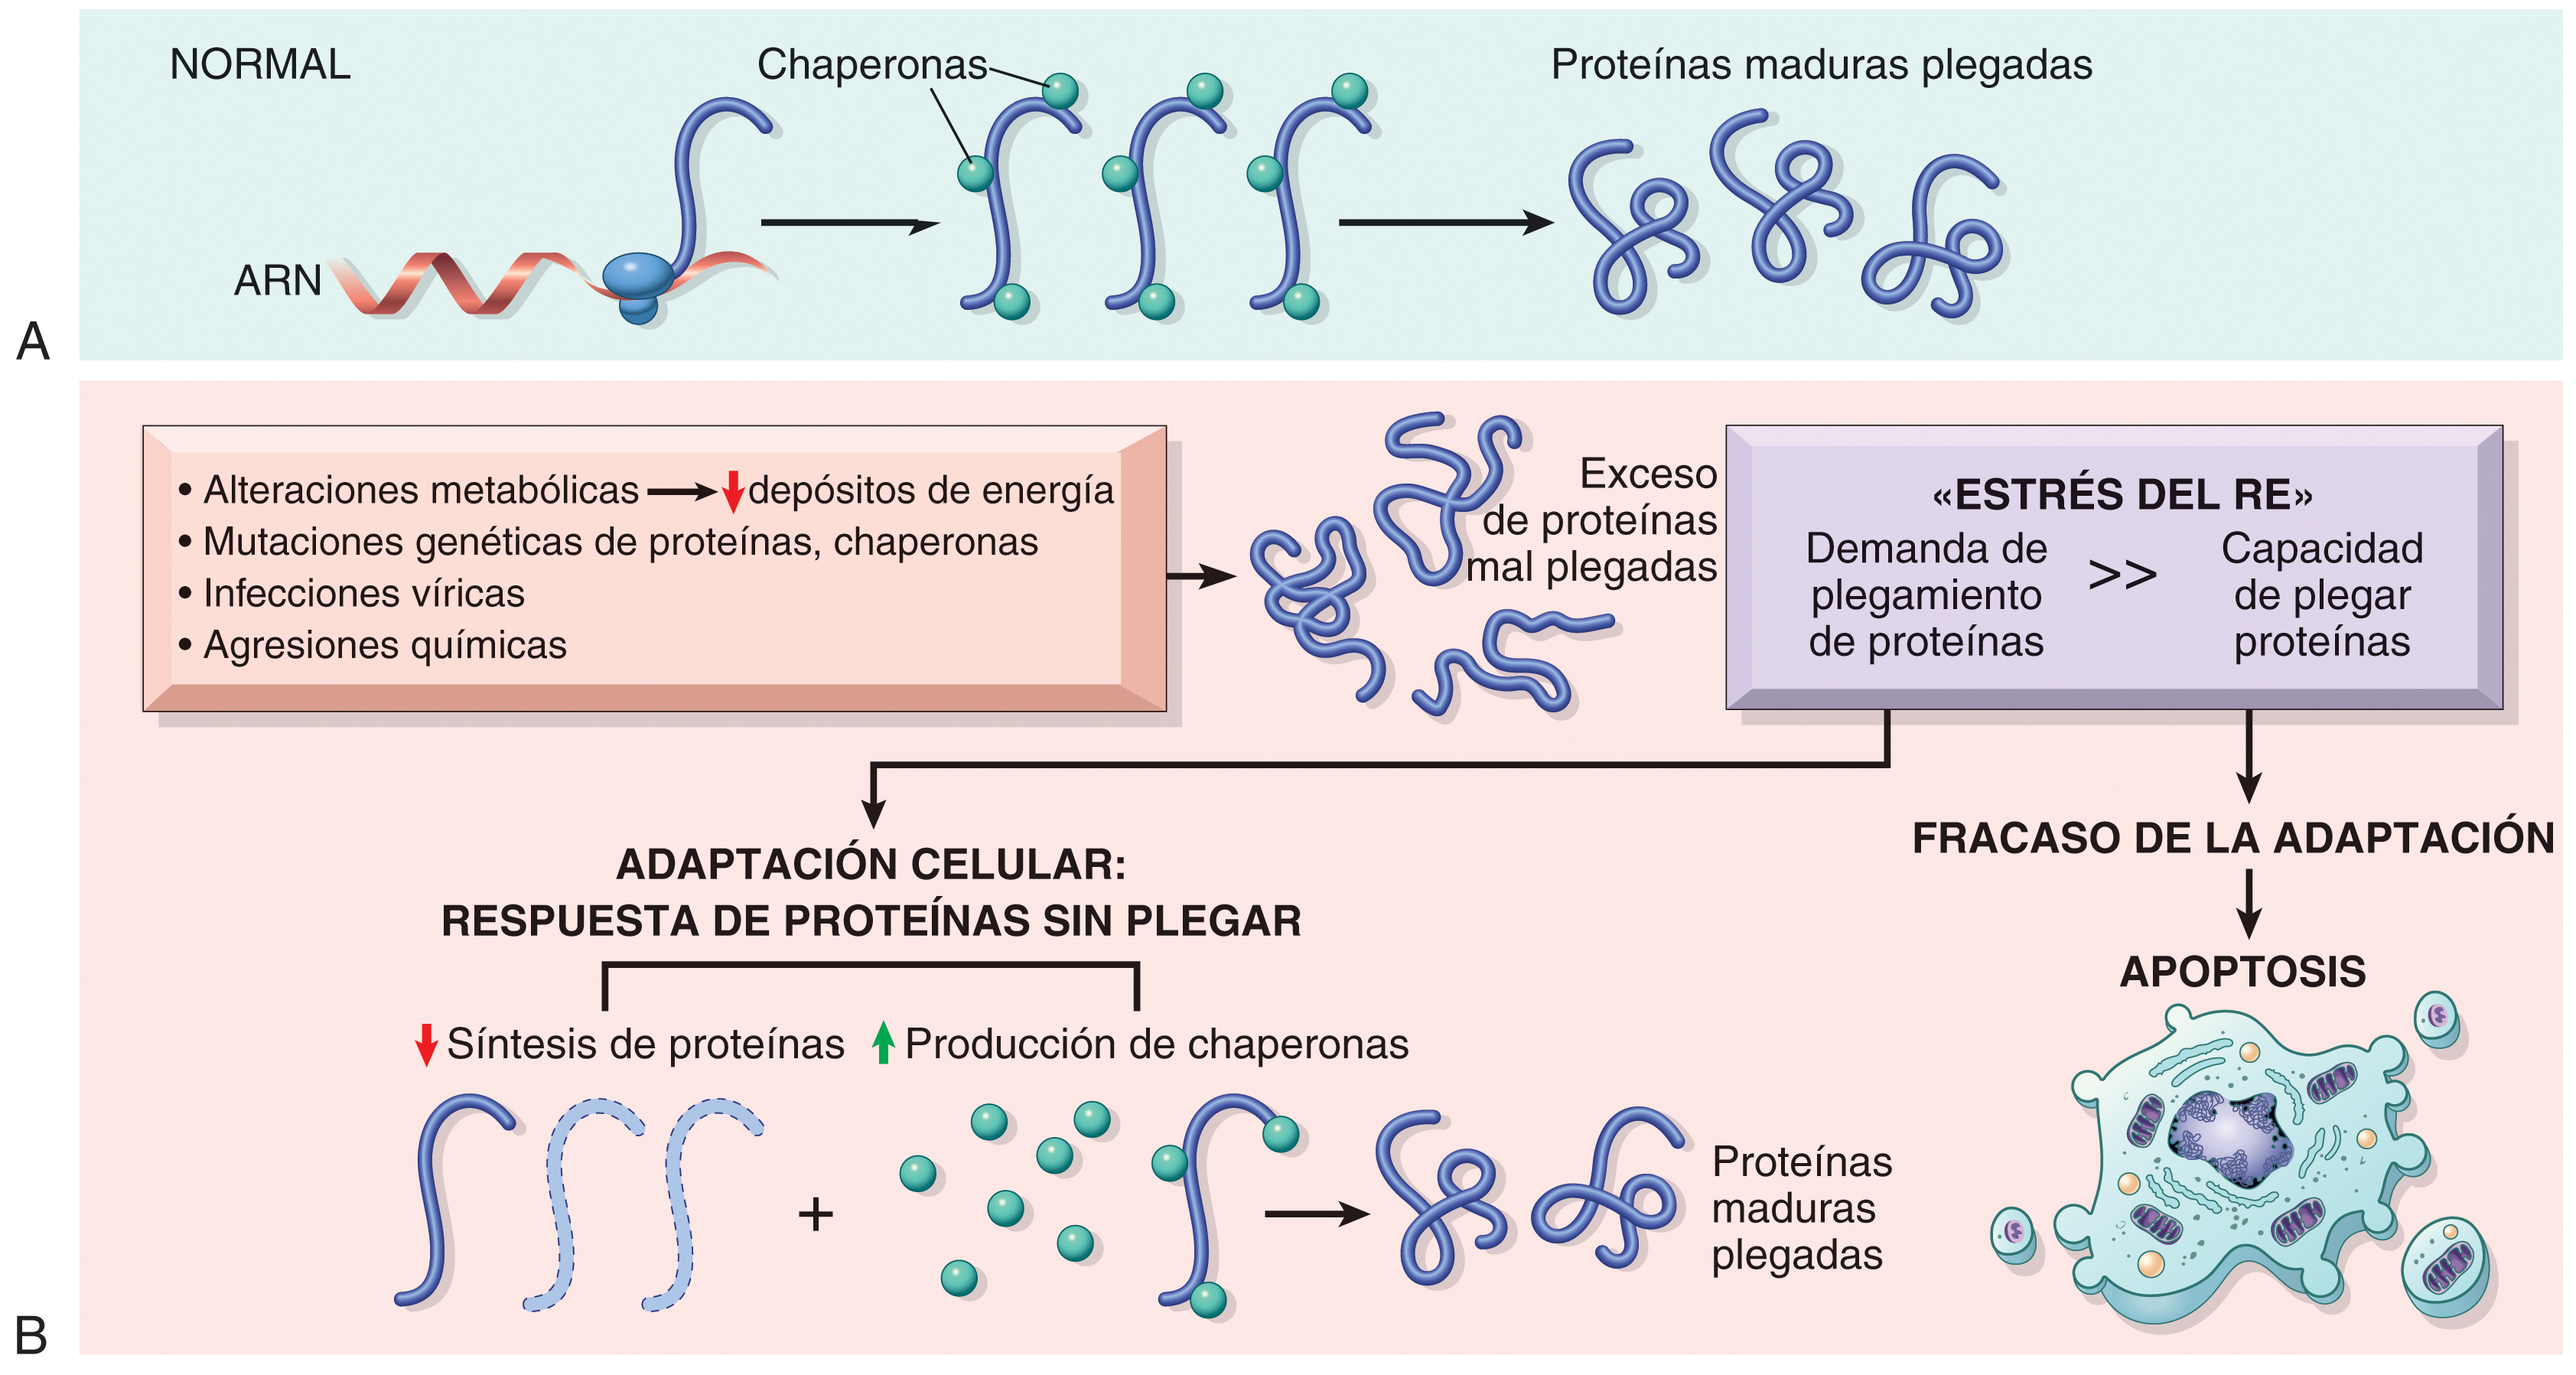 NORMAL
Chaperonas
Proteínas maduras plegadas
ARN
A
• Alteraciones metabólicas → ↓ depósitos de energía
• Mutaciones genéticas de proteínas, chaperonas
• Infecciones víricas
• Agresiones químicas
Exceso
de proteínas
mal plegadas
«ESTRÉS DEL RE»
Demanda de
plegamiento
de proteínas
>>
Capacidad
de plegar
proteínas
ADAPTACIÓN CELULAR:
RESPUESTA DE PROTEÍNAS SIN PLEGAR
FRACASO DE LA ADAPTACIÓN
APOPTOSIS
↓ Síntesis de proteínas
↑ Producción de chaperonas
+
Proteínas
maduras
plegadas
B